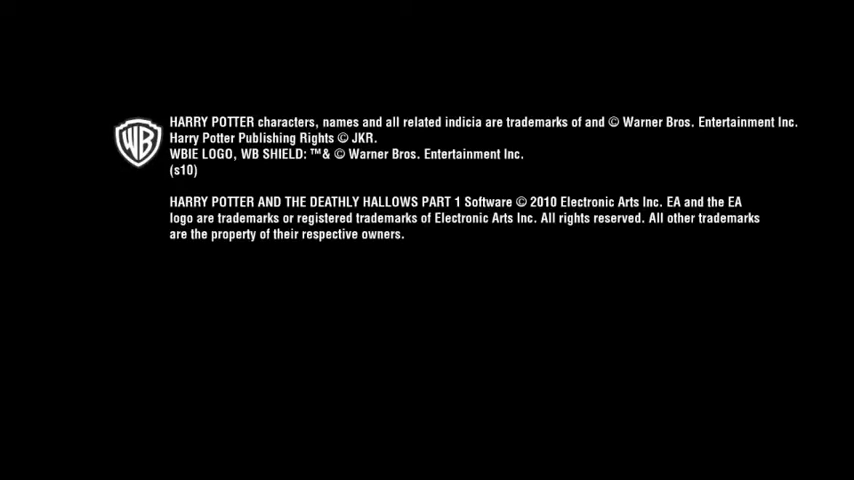 WB
HARRY POTTER characters, names and all related indicia are trademarks of and © Warner Bros. Entertainment Inc.
Harry Potter Publishing Rights © JKR.
WBIE LOGO, WB SHIELD: ™& © Warner Bros. Entertainment Inc.
(s10)
HARRY POTTER AND THE DEATHLY HALLOWS PART 1 Software © 2010 Electronic Arts Inc. EA and the EA
logo are trademarks or registered trademarks of Electronic Arts Inc. All rights reserved. All other trademarks
are the property of their respective owners.